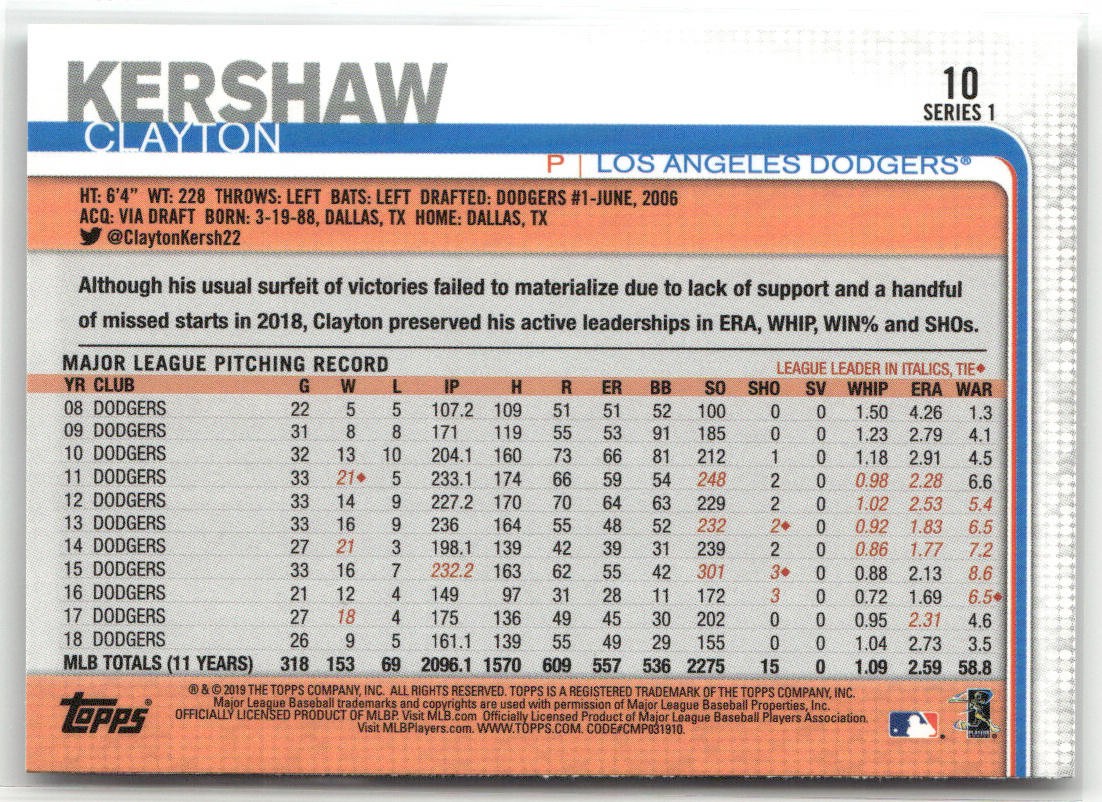 KERSHAW
CLAYTON
10
SERIES 1
P | LOS ANGELES DODGERS®
HT: 6'4" WT: 228 THROWS: LEFT BATS: LEFT DRAFTED: DODGERS #1-JUNE, 2006
ACQ: VIA DRAFT BORN: 3-19-88, DALLAS, TX HOME: DALLAS, TX
@ClaytonKersh22
Although his usual surfeit of victories failed to materialize due to lack of support and a handful
of missed starts in 2018, Clayton preserved his active leaderships in ERA, WHIP, WIN% and SHOs.
MAJOR LEAGUE PITCHING RECORD LEAGUE LEADER IN ITALICS, TIE♦
YR CLUB G W L IP H R ER BB SO SHO SV WHIP ERA WAR
08 DODGERS 22 5 5 107.2 109 51 51 52 100 0 0 1.50 4.26 1.3
09 DODGERS 31 8 8 171 119 55 53 91 185 0 0 1.23 2.79 4.1
10 DODGERS 32 13 10 204.1 160 73 66 81 212 1 0 1.18 2.91 4.5
11 DODGERS 33 21♦ 5 233.1 174 66 59 54 248 2 0 0.98 2.28 6.6
12 DODGERS 33 14 9 227.2 170 70 64 63 229 2 0 1.02 2.53 5.4
13 DODGERS 33 16 9 236 164 55 48 52 232 2♦ 0 0.92 1.83 6.5
14 DODGERS 27 21 3 198.1 139 42 39 31 239 2 0 0.86 1.77 7.2
15 DODGERS 33 16 7 232.2 163 62 55 42 301 3♦ 0 0.88 2.13 8.6
16 DODGERS 21 12 4 149 97 31 28 11 172 3 0 0.72 1.69 6.5♦
17 DODGERS 27 18 4 175 136 49 45 30 202 0 0 0.95 2.31 4.6
18 DODGERS 26 9 5 161.1 139 55 49 29 155 0 0 1.04 2.73 3.5
MLB TOTALS (11 YEARS) 318 153 69 2096.1 1570 609 557 536 2275 15 0 1.09 2.59 58.8
Topps®
® & © 2019 THE TOPPS COMPANY, INC. ALL RIGHTS RESERVED. TOPPS IS A REGISTERED TRADEMARK OF THE TOPPS COMPANY, INC.
Major League Baseball trademarks and copyrights are used with permission of Major League Baseball Properties, Inc.
OFFICIALLY LICENSED PRODUCT OF MLBP. Visit MLB.com Officially Licensed Product of Major League Baseball Players Association.
Visit MLBPlayers.com. WWW.TOPPS.COM. CODE#CMP031910.